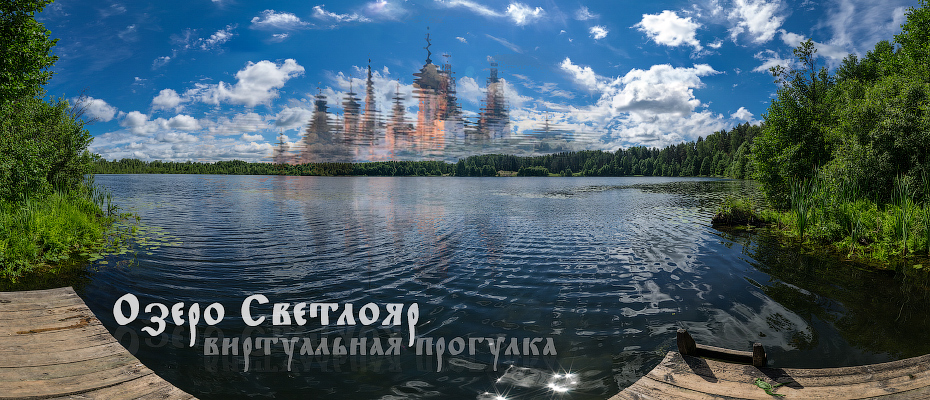 Озеро Светлояр
виртуальная прогулка